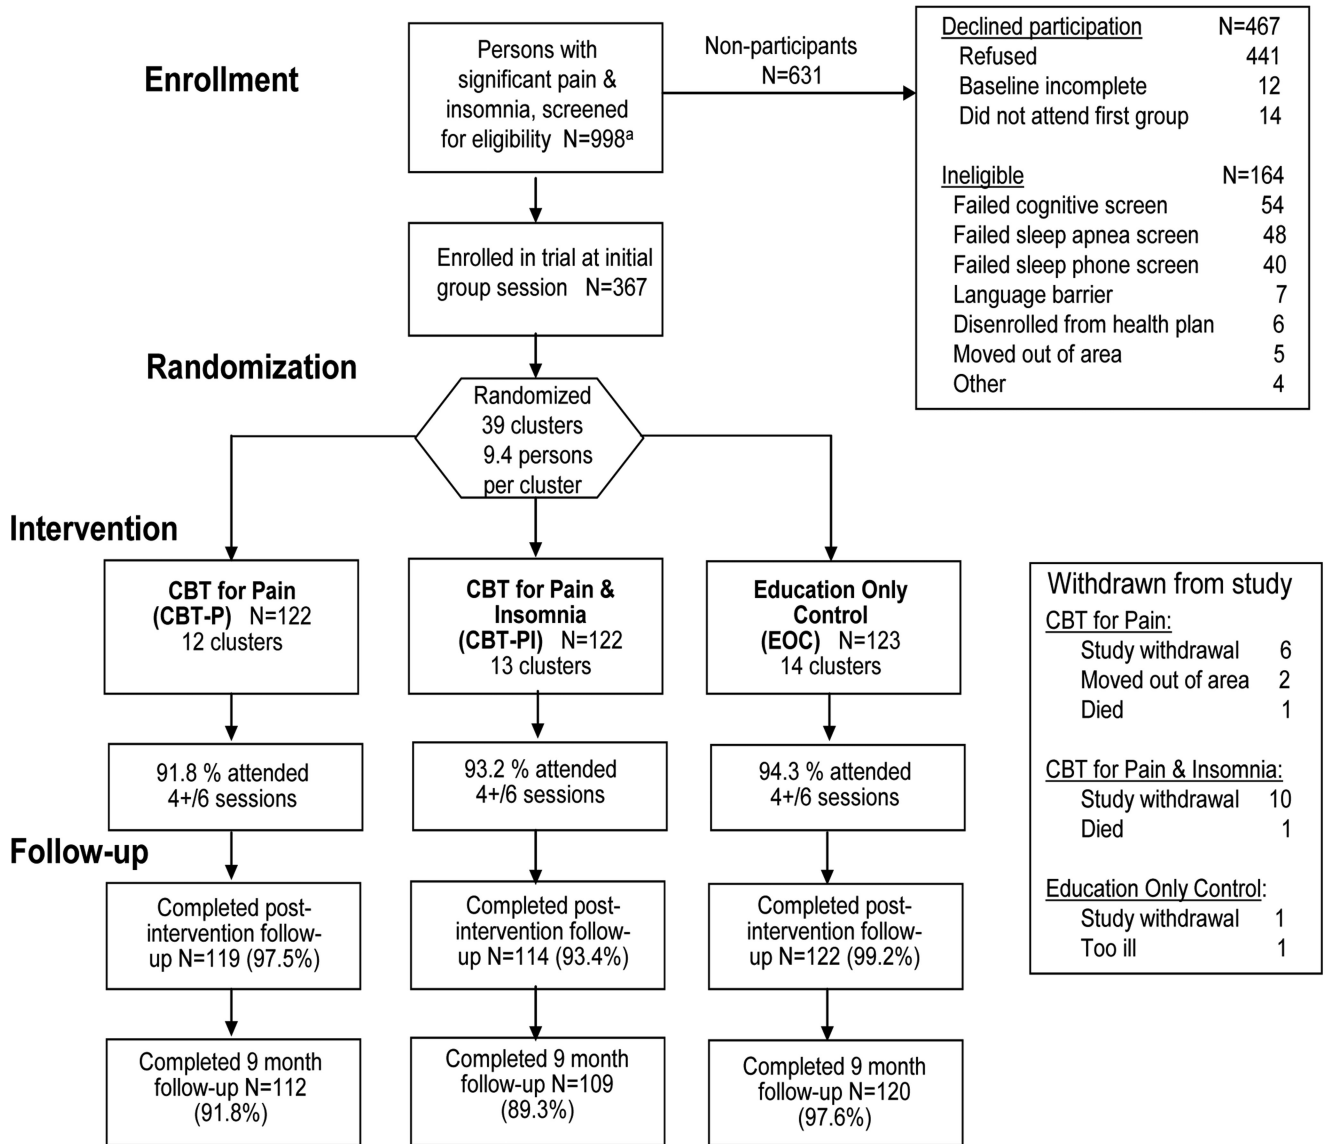 Enrollment
Persons with
significant pain &
insomnia, screened
for eligibility N=998ª
Non-participants
N=631
Declined participation N=467
Refused 441
Baseline incomplete 12
Did not attend first group 14
Ineligible N=164
Failed cognitive screen 54
Failed sleep apnea screen 48
Failed sleep phone screen 40
Language barrier 7
Disenrolled from health plan 6
Moved out of area 5
Other 4
Enrolled in trial at initial
group session N=367
Randomization
Randomized
39 clusters
9.4 persons
per cluster
Intervention
CBT for Pain
(CBT-P) N=122
12 clusters
CBT for Pain &
Insomnia
(CBT-PI) N=122
13 clusters
Education Only
Control
(EOC) N=123
14 clusters
91.8 % attended
4+/6 sessions
93.2 % attended
4+/6 sessions
94.3 % attended
4+/6 sessions
Follow-up
Completed post-
intervention follow-
up N=119 (97.5%)
Completed post-
intervention follow-
up N=114 (93.4%)
Completed post-
intervention follow-
up N=122 (99.2%)
Completed 9 month
follow-up N=112
(91.8%)
Completed 9 month
follow-up N=109
(89.3%)
Completed 9 month
follow-up N=120
(97.6%)
Withdrawn from study
CBT for Pain:
Study withdrawal 6
Moved out of area 2
Died 1
CBT for Pain & Insomnia:
Study withdrawal 10
Died 1
Education Only Control:
Study withdrawal 1
Too ill 1